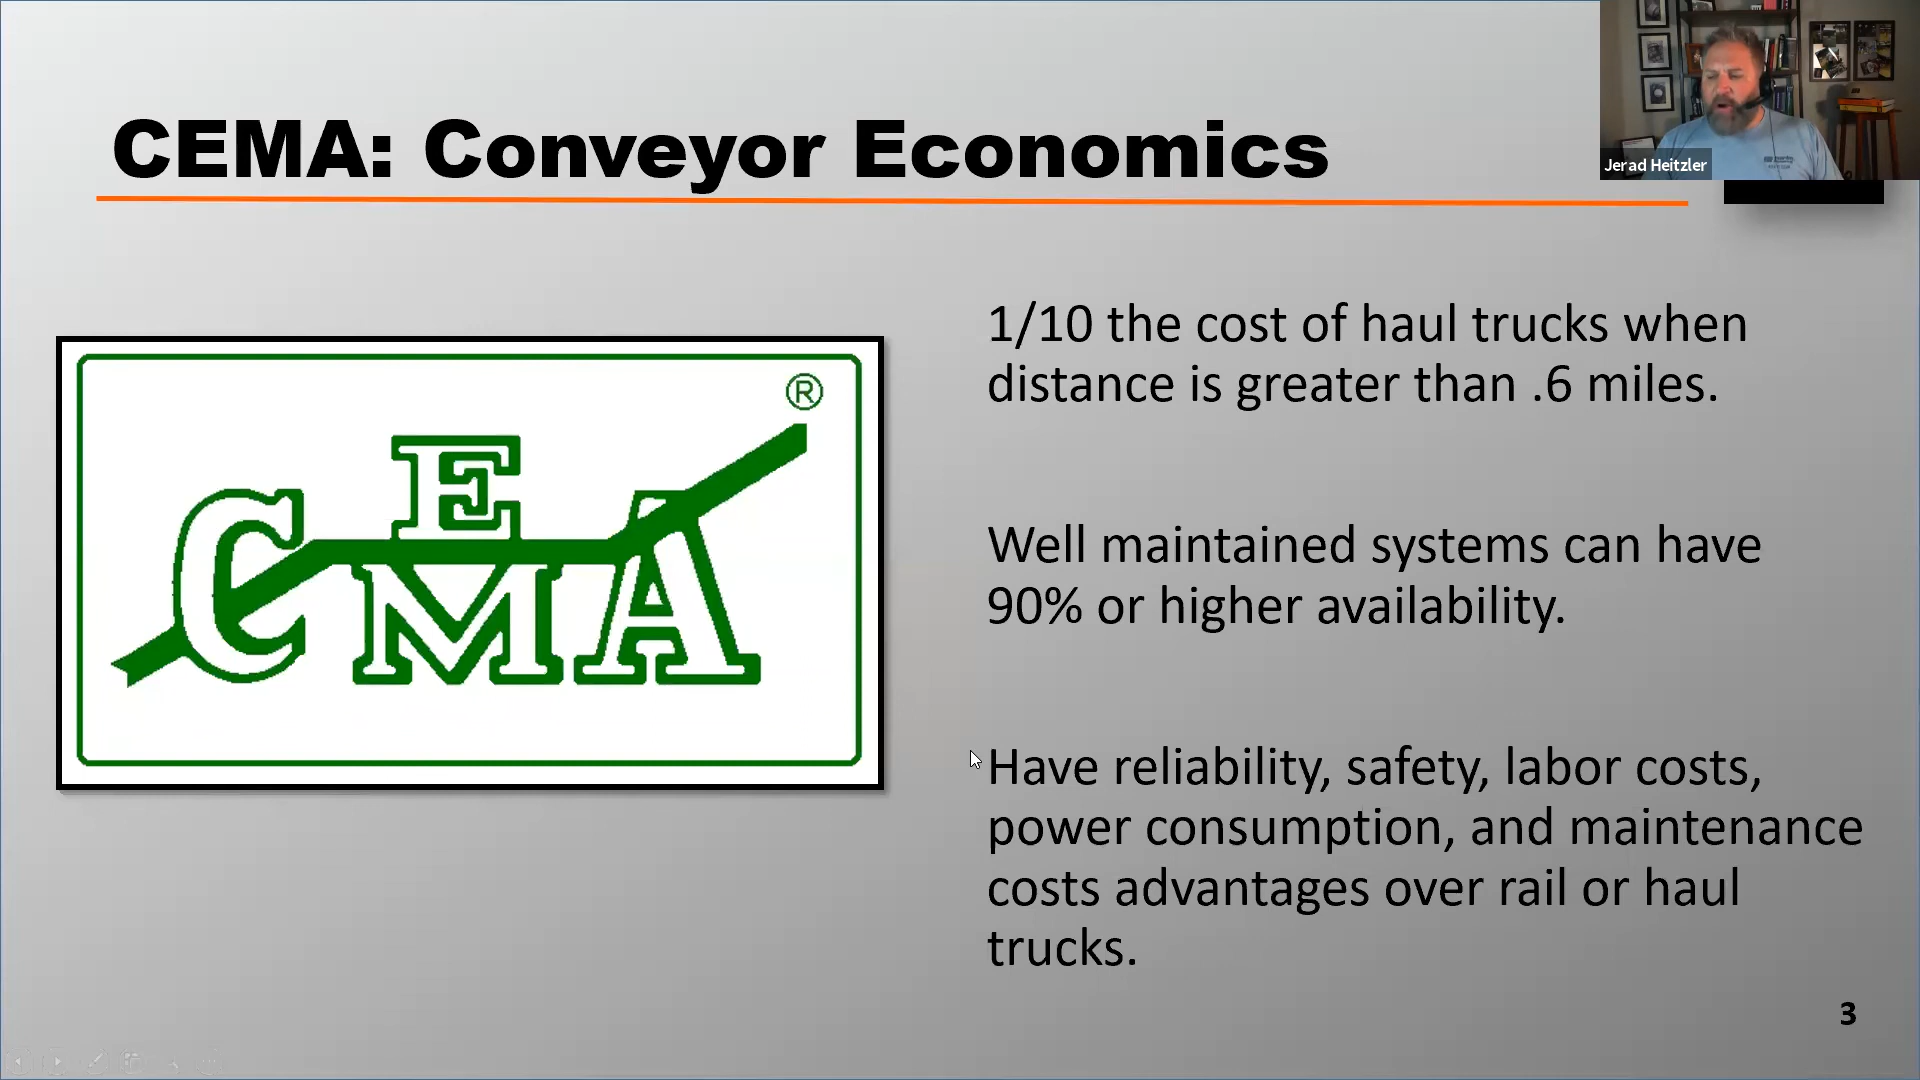 CEMA: Conveyor Economics
Jerad Heitzler
®
CEMA
1/10 the cost of haul trucks when
distance is greater than .6 miles.
Well maintained systems can have
90% or higher availability.
Have reliability, safety, labor costs,
power consumption, and maintenance
costs advantages over rail or haul
trucks.
3